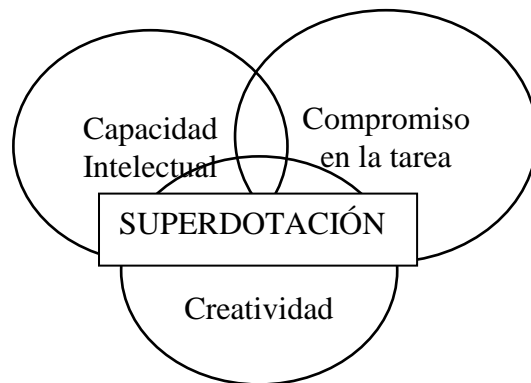 Capacidad
Intelectual
Compromiso
en la tarea
SUPERDOTACIÓN
Creatividad